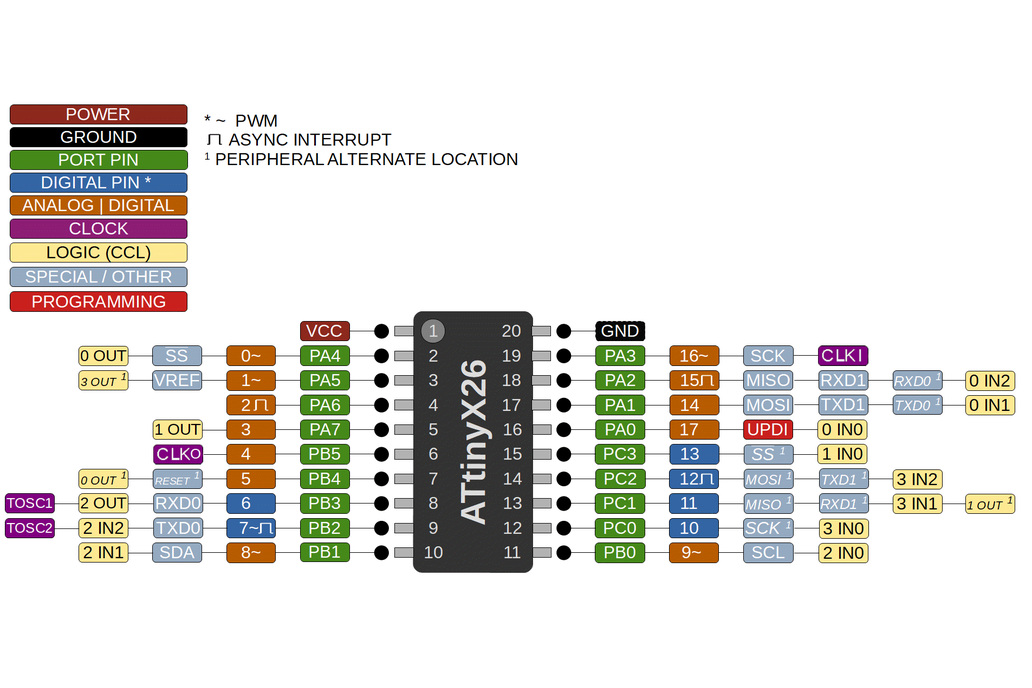 POWER
GROUND
PORT PIN
DIGITAL PIN *
ANALOG | DIGITAL
CLOCK
LOGIC (CCL)
SPECIAL / OTHER
PROGRAMMING
* ~ PWM
⎍ ASYNC INTERRUPT
¹ PERIPHERAL ALTERNATE LOCATION
ATtinyX26
VCC 1 20 GND
0 OUT SS 0~ PA4 2 19 PA3 16~ SCK CLKI
3 OUT ¹ VREF 1~ PA5 3 18 PA2 15⎍ MISO RXD1 RXD0 ¹ 0 IN2
2⎍ PA6 4 17 PA1 14 MOSI TXD1 TXD0 ¹ 0 IN1
1 OUT 3 PA7 5 16 PA0 17 UPDI 0 IN0
CLKO 4 PB5 6 15 PC3 13 SS ¹ 1 IN0
0 OUT ¹ RESET ¹ 5 PB4 7 14 PC2 12⎍ MOSI ¹ TXD1 ¹ 3 IN2
TOSC1 2 OUT RXD0 6 PB3 8 13 PC1 11 MISO ¹ RXD1 ¹ 3 IN1 1 OUT ¹
TOSC2 2 IN2 TXD0 7~⎍ PB2 9 12 PC0 10 SCK ¹ 3 IN0
2 IN1 SDA 8~ PB1 10 11 PB0 9~ SCL 2 IN0